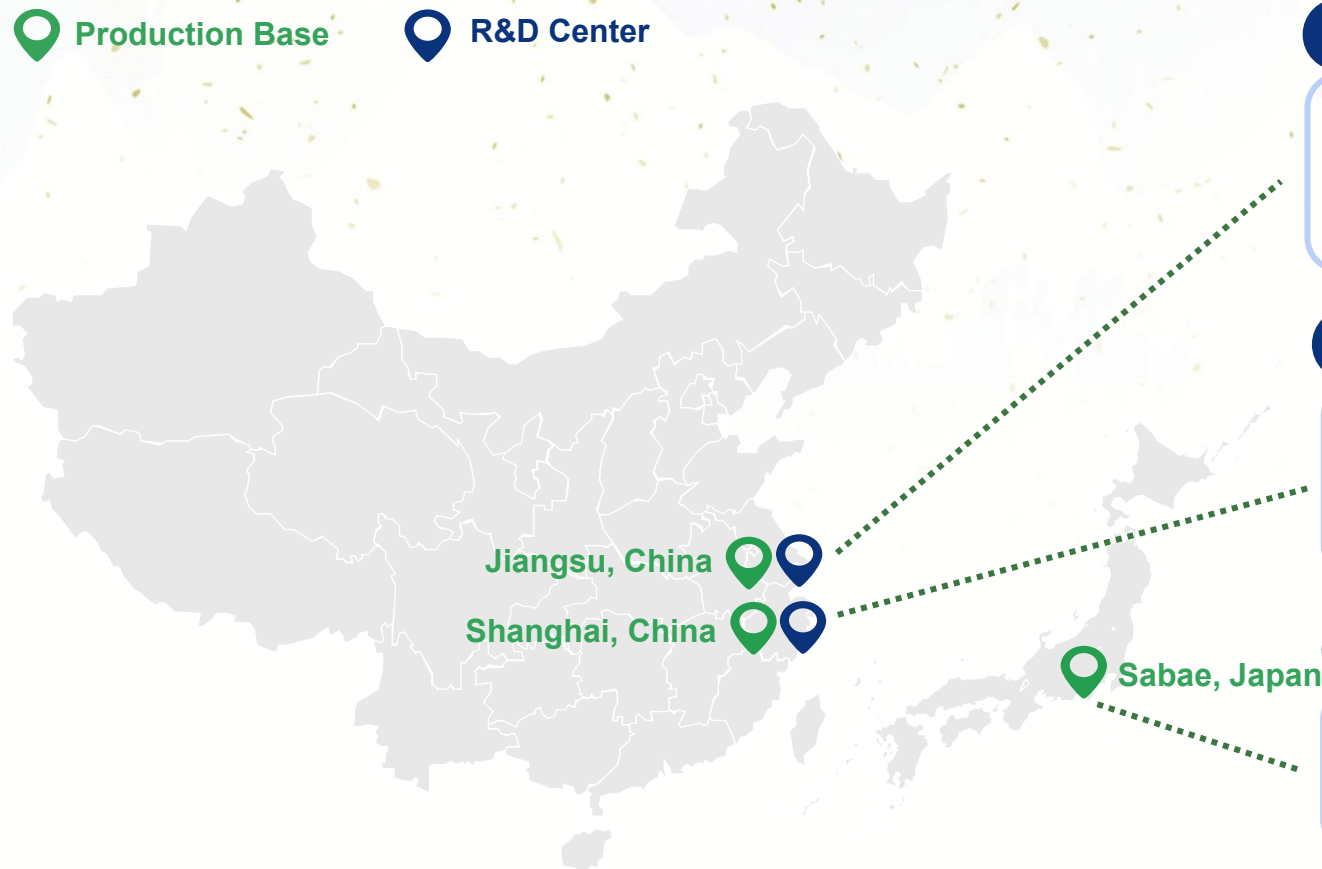 Production Base
R&D Center
Jiangsu, China
Shanghai, China
Sabae, Japan